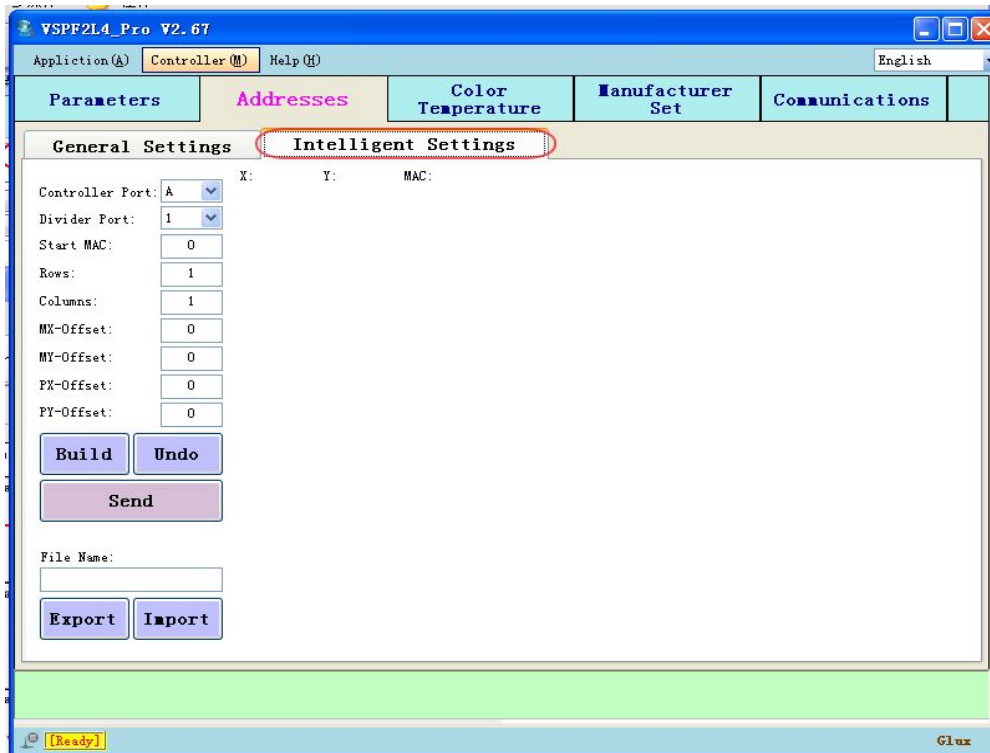 VSPF2L4_Pro V2.67
Appliction(A) Controller(M) Help(H) English
Parameters Addresses Color Temperature Manufacturer Set Communications
General Settings Intelligent Settings
X: Y: MAC:
Controller Port: A
Divider Port: 1
Start MAC: 0
Rows: 1
Columns: 1
MX-Offset: 0
MY-Offset: 0
PX-Offset: 0
PY-Offset: 0
Build Undo
Send
File Name:
Export Import
[Ready] Glux